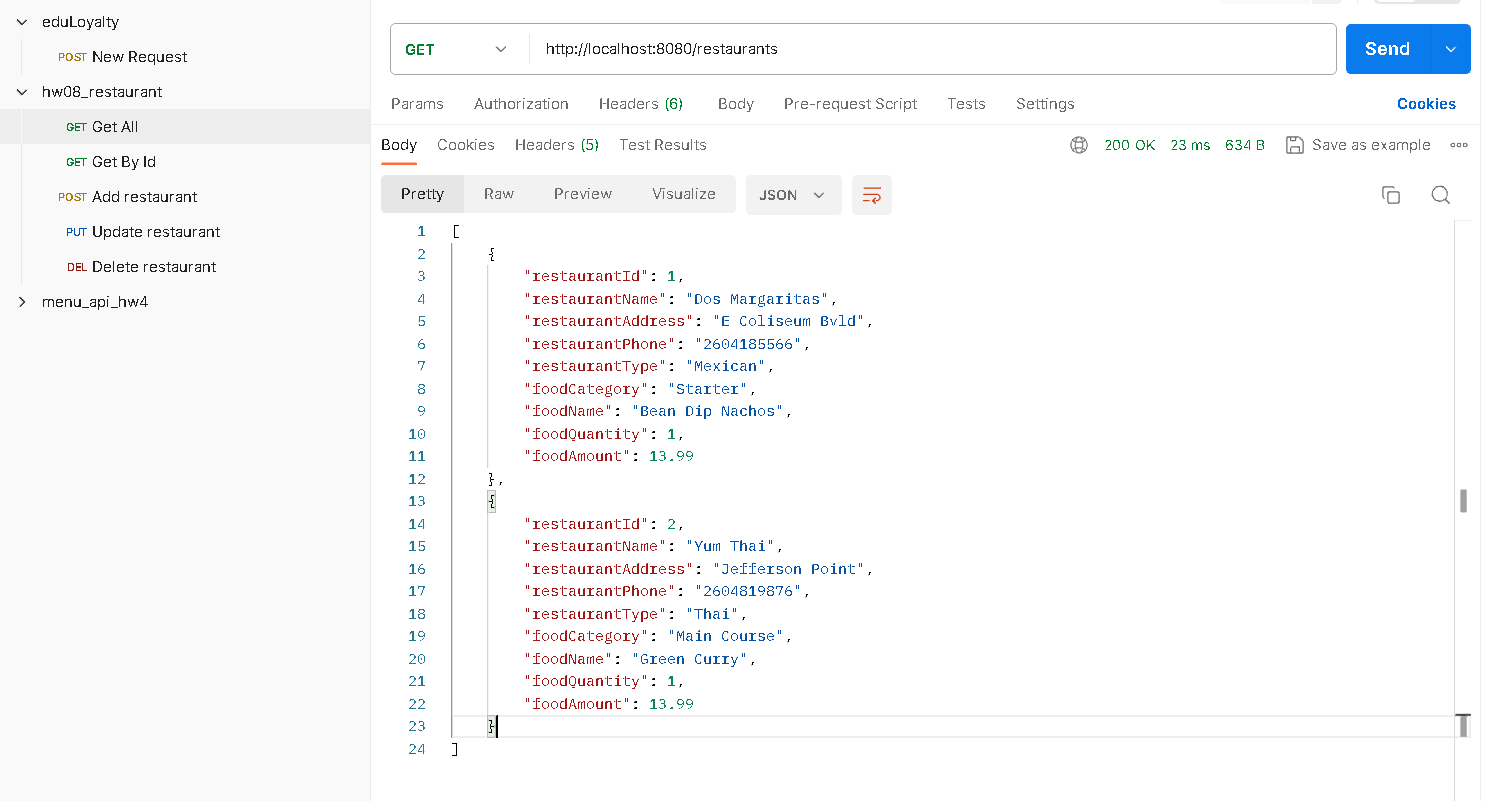 eduLoyalty
POST New Request
hw08_restaurant
GET Get All
GET Get By Id
POST Add restaurant
PUT Update restaurant
DEL Delete restaurant
menu_api_hw4
GET http://localhost:8080/restaurants Send
Params Authorization Headers (6) Body Pre-request Script Tests Settings Cookies
Body Cookies Headers (5) Test Results 200 OK 23 ms 634 B Save as example
Pretty Raw Preview Visualize JSON
1 [
2 {
3 "restaurantId": 1,
4 "restaurantName": "Dos Margaritas",
5 "restaurantAddress": "E Coliseum Bvld",
6 "restaurantPhone": "2604185566",
7 "restaurantType": "Mexican",
8 "foodCategory": "Starter",
9 "foodName": "Bean Dip Nachos",
10 "foodQuantity": 1,
11 "foodAmount": 13.99
12 },
13 {
14 "restaurantId": 2,
15 "restaurantName": "Yum Thai",
16 "restaurantAddress": "Jefferson Point",
17 "restaurantPhone": "2604819876",
18 "restaurantType": "Thai",
19 "foodCategory": "Main Course",
20 "foodName": "Green Curry",
21 "foodQuantity": 1,
22 "foodAmount": 13.99
23 }
24 ]